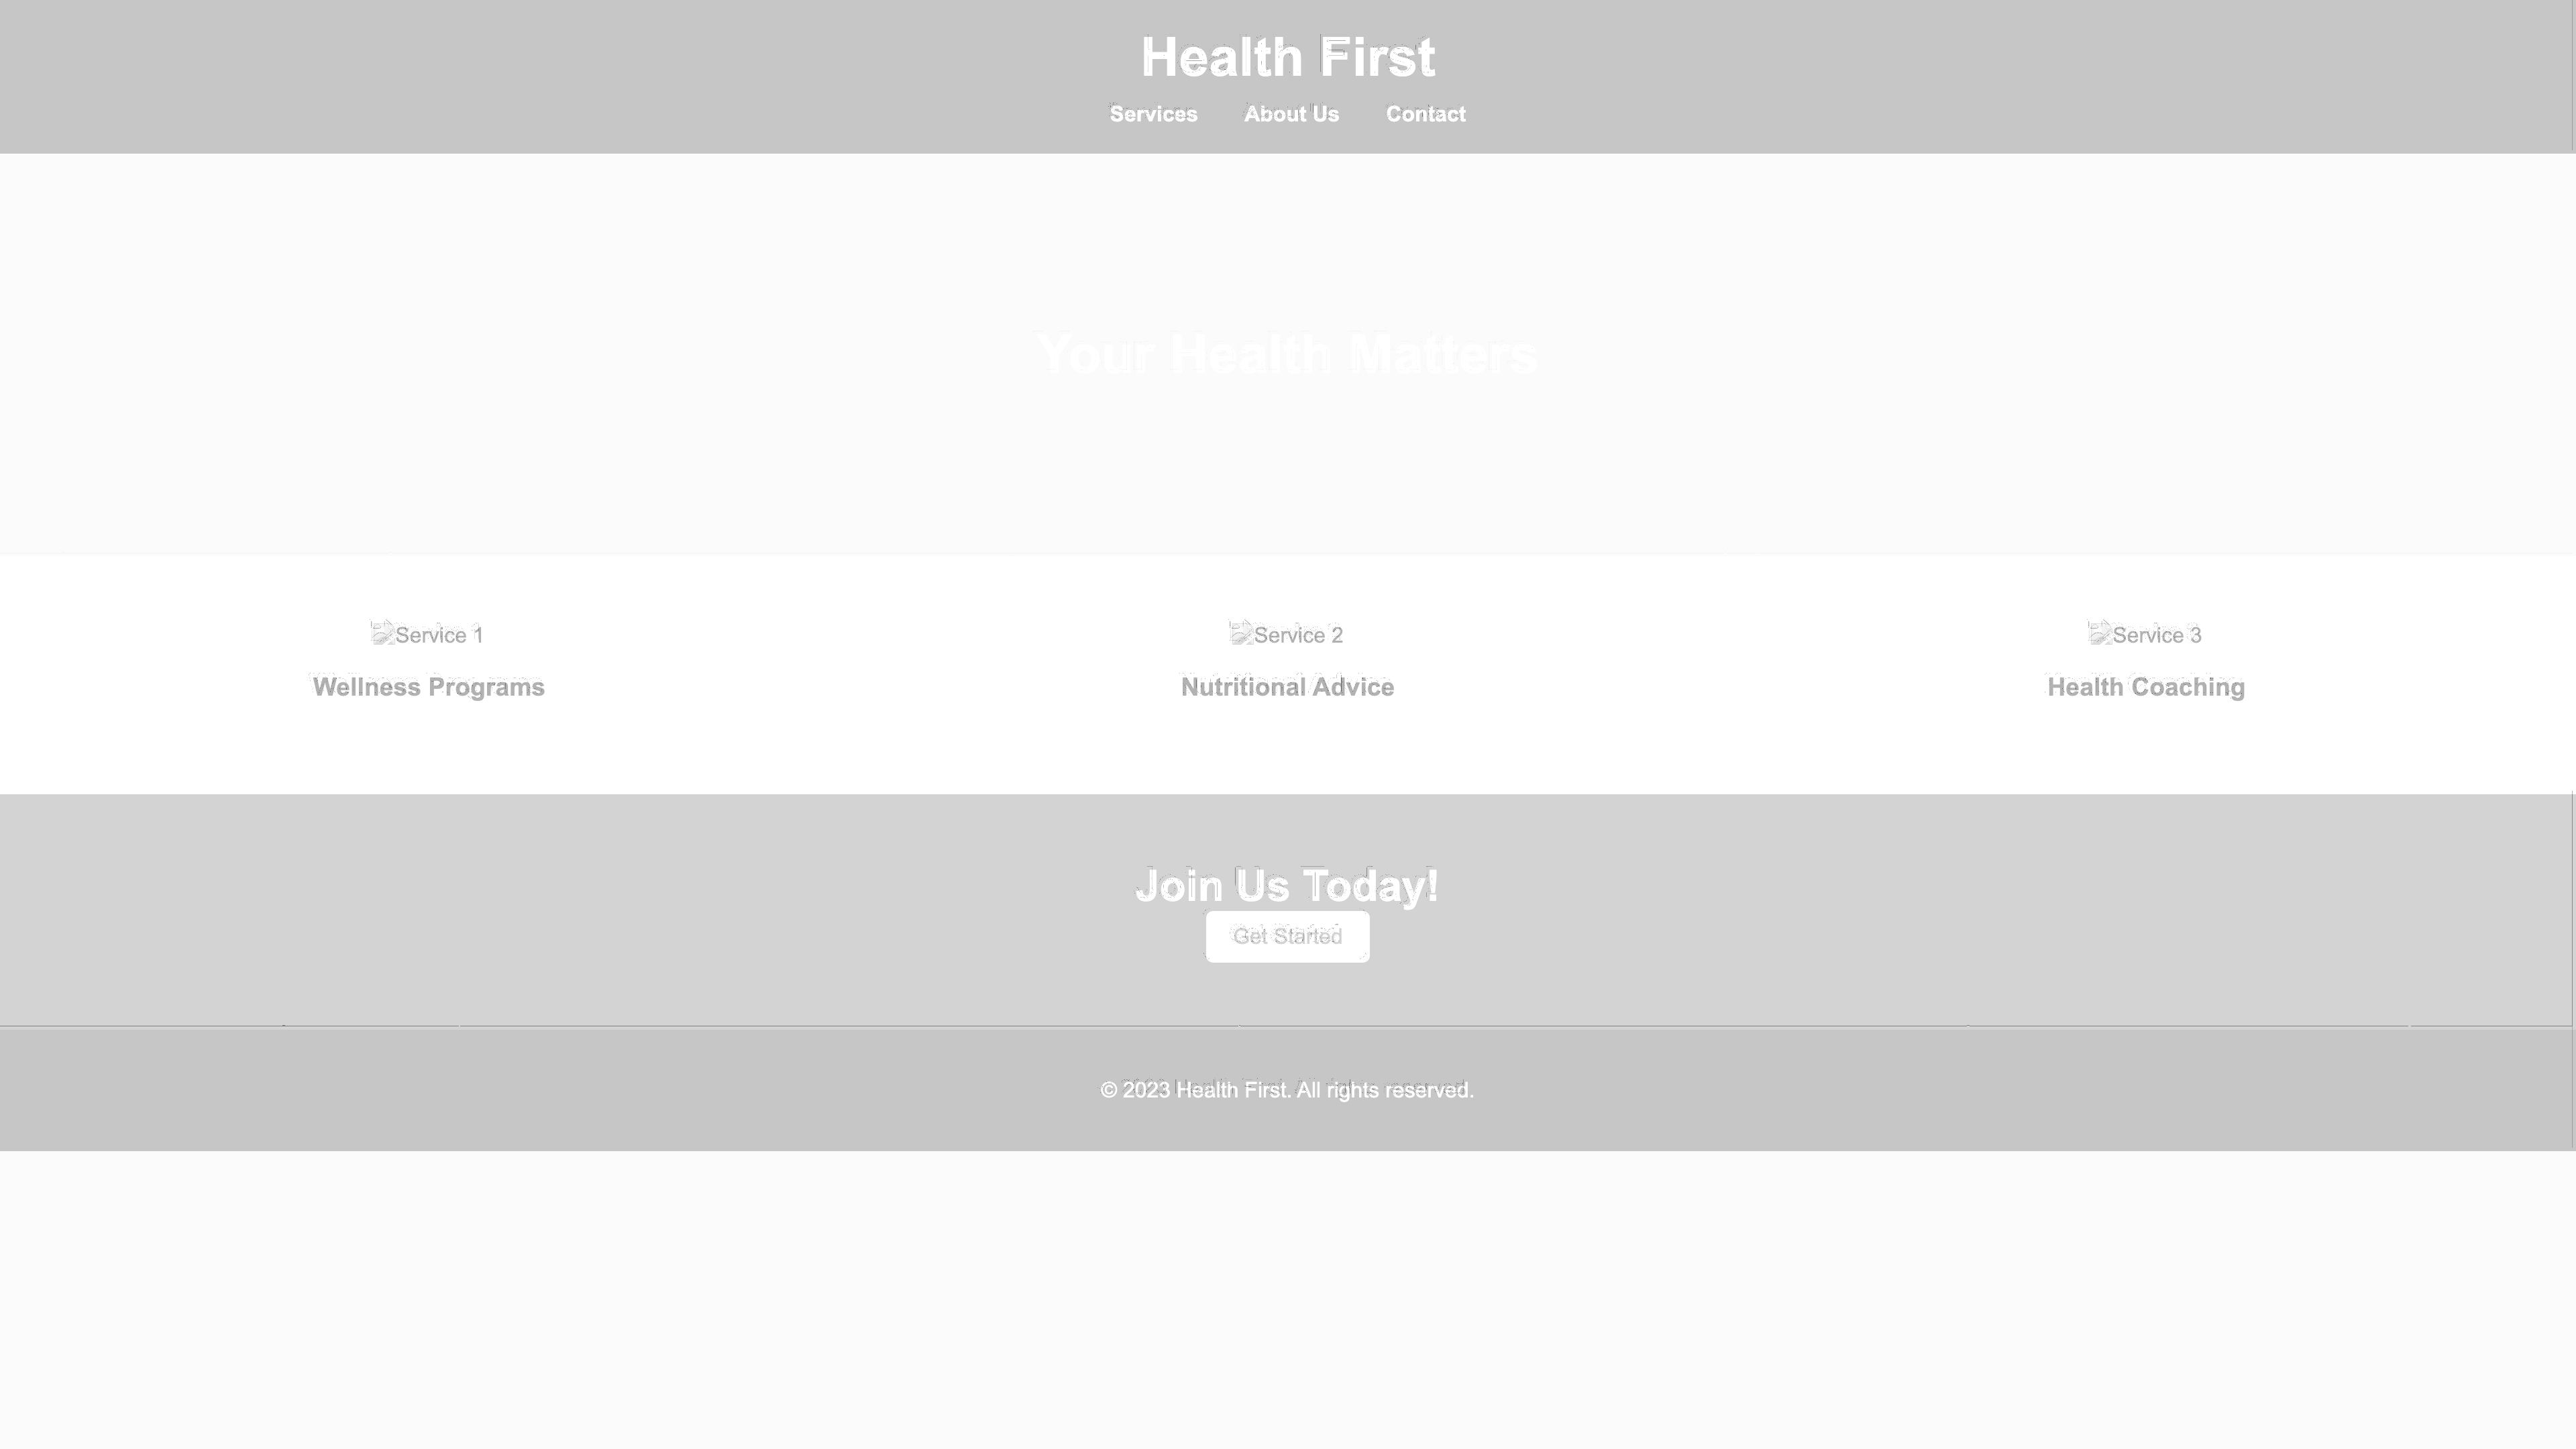 Health First
Services About Us Contact
Your Health Matters
Service 1 Service 2 Service 3
Wellness Programs Nutritional Advice Health Coaching
Join Us Today!
Get Started
© 2023 Health First. All rights reserved.